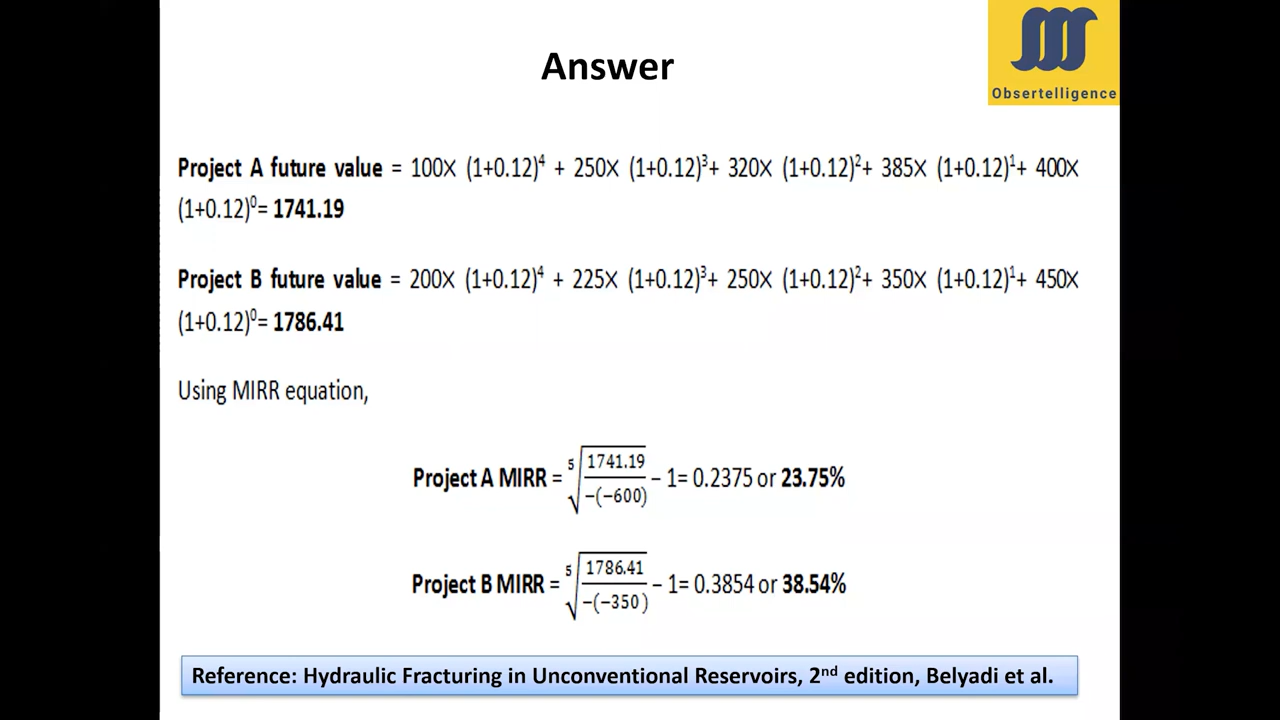 Answer
Obsertelligence
Project A future value = 100X (1+0.12)⁴ + 250X (1+0.12)³+ 320X (1+0.12)²+ 385X (1+0.12)¹+ 400X
(1+0.12)⁰= 1741.19
Project B future value = 200X (1+0.12)⁴ + 225X (1+0.12)³+ 250X (1+0.12)²+ 350X (1+0.12)¹+ 450X
(1+0.12)⁰= 1786.41
Using MIRR equation,
Project A MIRR = ⁵√(1741.19/−(−600)) − 1= 0.2375 or 23.75%
Project B MIRR = ⁵√(1786.41/−(−350)) − 1= 0.3854 or 38.54%
Reference: Hydraulic Fracturing in Unconventional Reservoirs, 2nd edition, Belyadi et al.